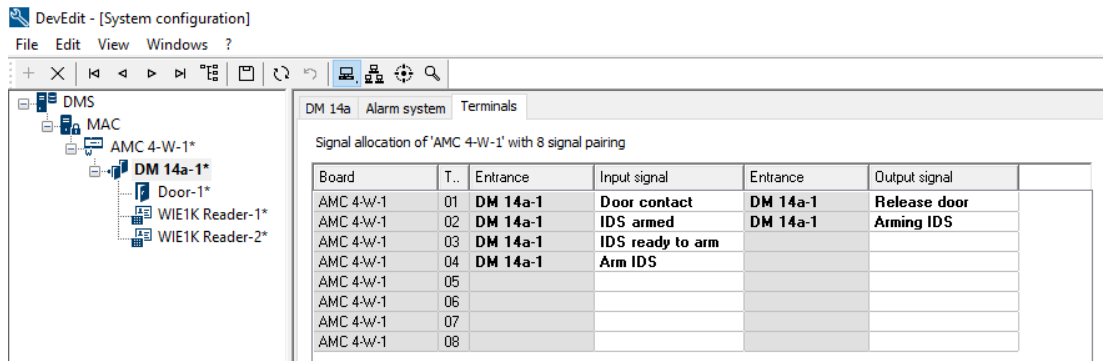 DevEdit - [System configuration]
File Edit View Windows ?
DMS
MAC
AMC 4-W-1*
DM 14a-1*
Door-1*
WIE1K Reader-1*
WIE1K Reader-2*
DM 14a Alarm system Terminals
Signal allocation of 'AMC 4-W-1' with 8 signal pairing
Board T.. Entrance Input signal Entrance Output signal
AMC 4-W-1 01 DM 14a-1 Door contact DM 14a-1 Release door
AMC 4-W-1 02 DM 14a-1 IDS armed DM 14a-1 Arming IDS
AMC 4-W-1 03 DM 14a-1 IDS ready to arm
AMC 4-W-1 04 DM 14a-1 Arm IDS
AMC 4-W-1 05
AMC 4-W-1 06
AMC 4-W-1 07
AMC 4-W-1 08